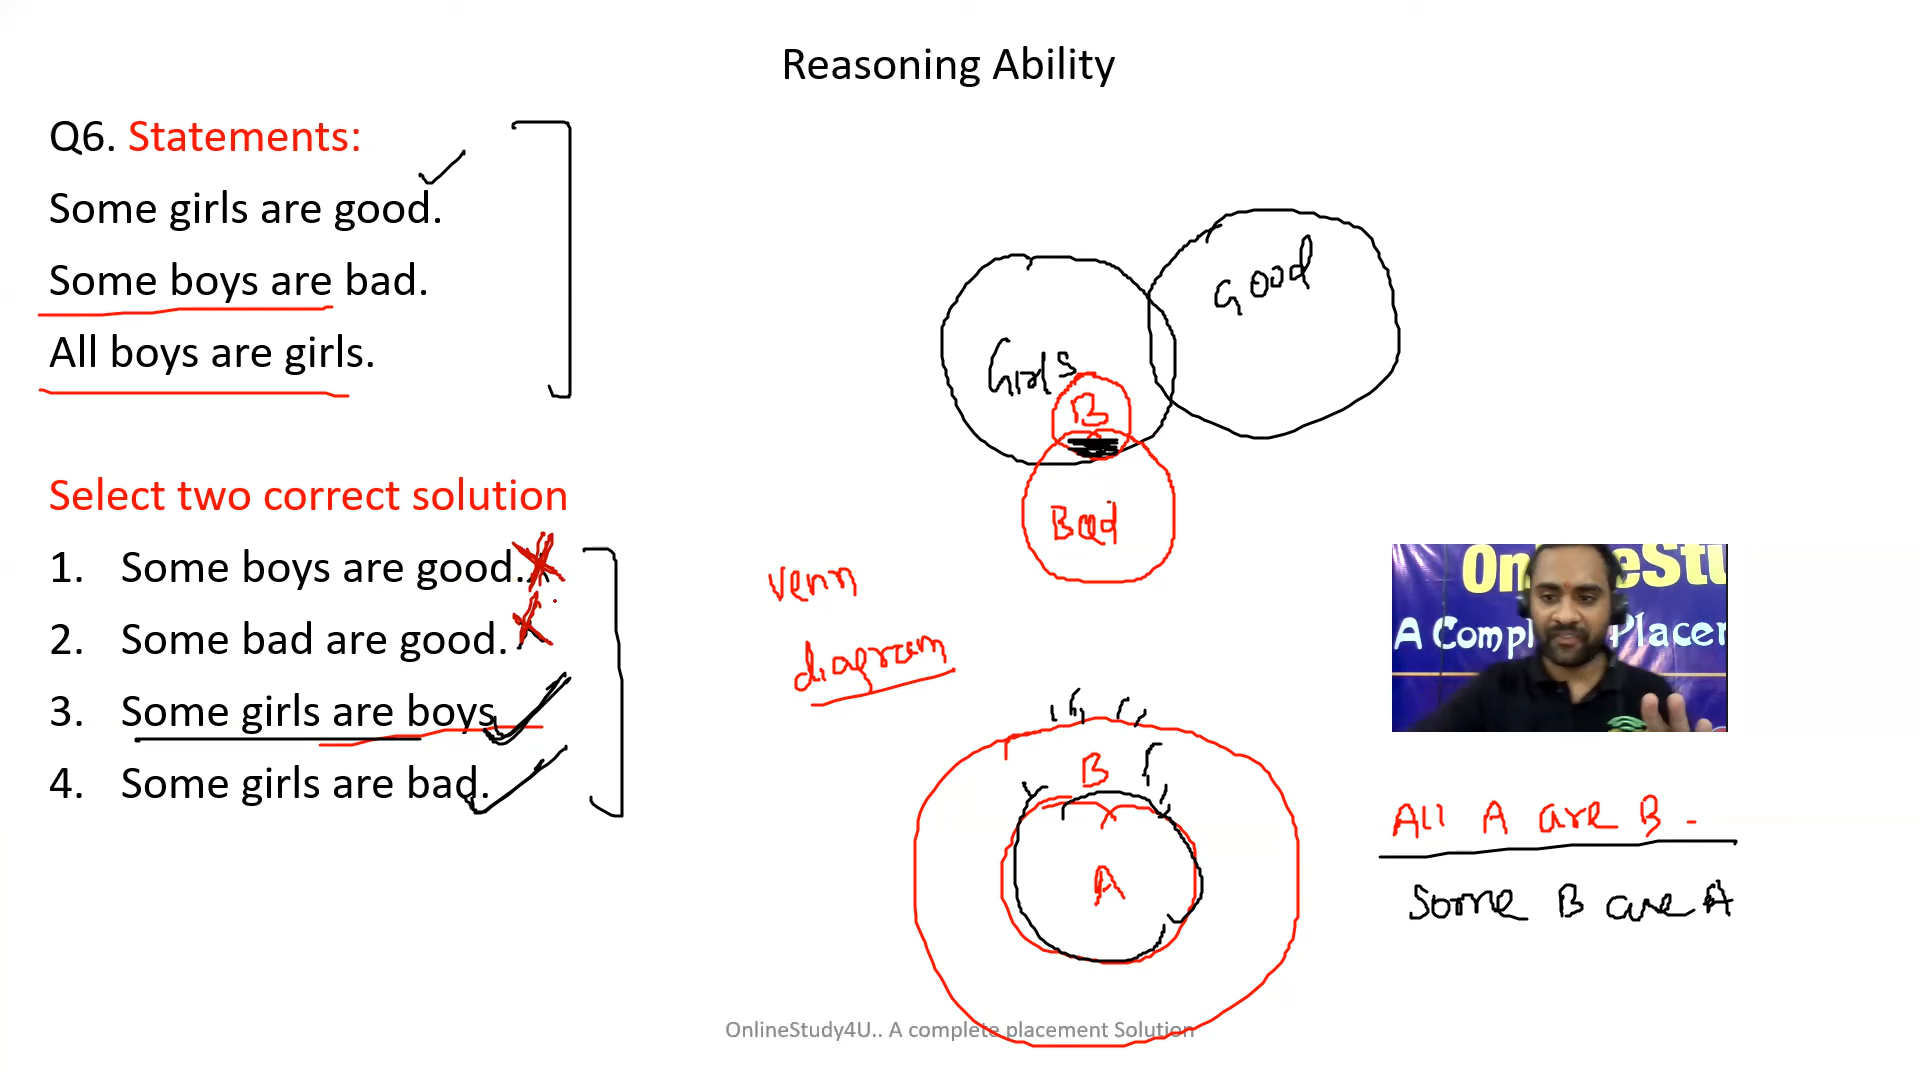 Reasoning Ability
Q6. Statements:
Some girls are good.
Some boys are bad.
All boys are girls.
Select two correct solution
1. Some boys are good.
2. Some bad are good.
3. Some girls are boys
4. Some girls are bad.
Good
Girls
B
Bad
Venn
diagram
B
A
A Compl Placer
All A are B
Some B are A
OnlineStudy4U.. A complete placement Solution